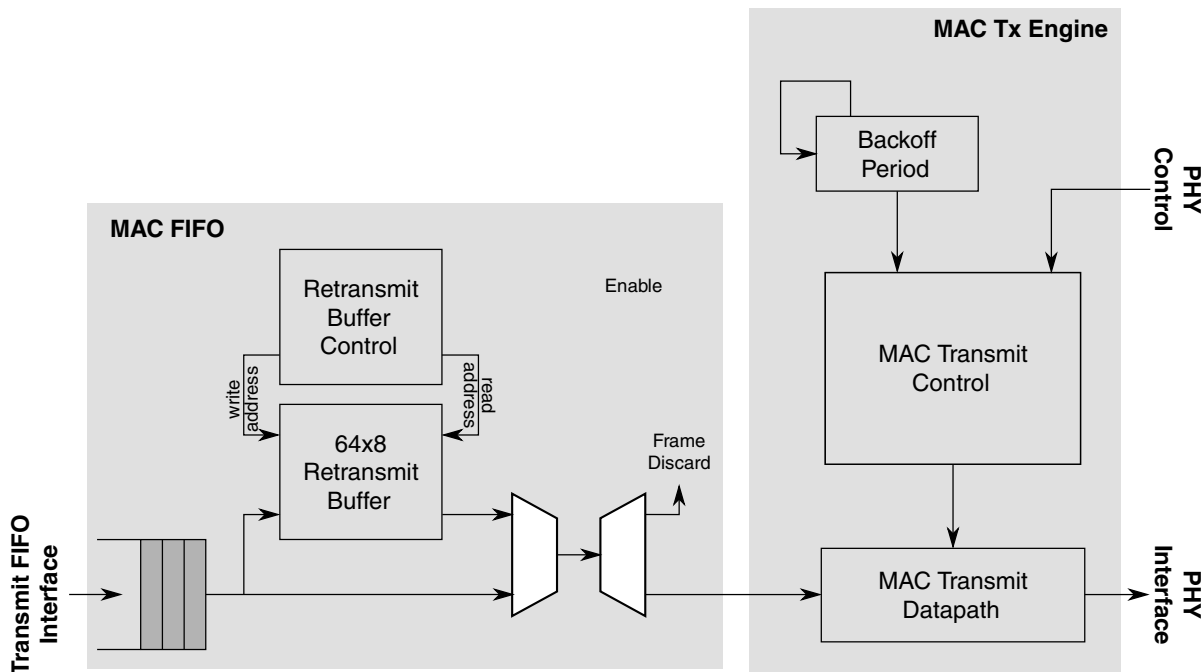 MAC Tx Engine
Backoff
Period
PHY
Control
MAC FIFO
Retransmit
Buffer
Control
Enable
MAC Transmit
Control
write
address
read
address
64x8
Retransmit
Buffer
Frame
Discard
Transmit FIFO
Interface
MAC Transmit
Datapath
PHY
Interface